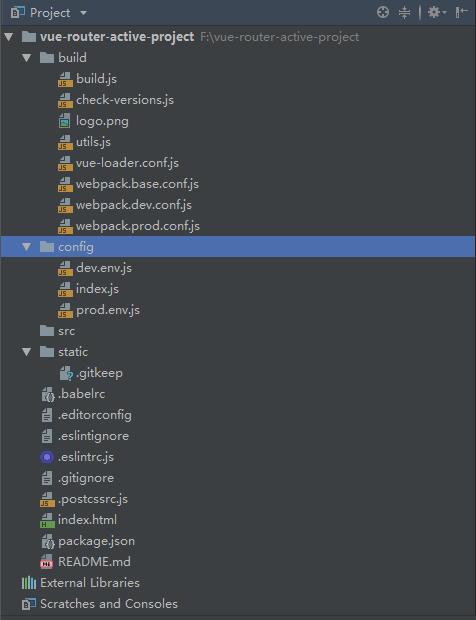 Project
vue-router-active-project F:\vue-router-active-project
build
build.js
check-versions.js
logo.png
utils.js
vue-loader.conf.js
webpack.base.conf.js
webpack.dev.conf.js
webpack.prod.conf.js
config
dev.env.js
index.js
prod.env.js
src
static
.gitkeep
.babelrc
.editorconfig
.eslintignore
.eslintrc.js
.gitignore
.postcssrc.js
index.html
package.json
README.md
External Libraries
Scratches and Consoles